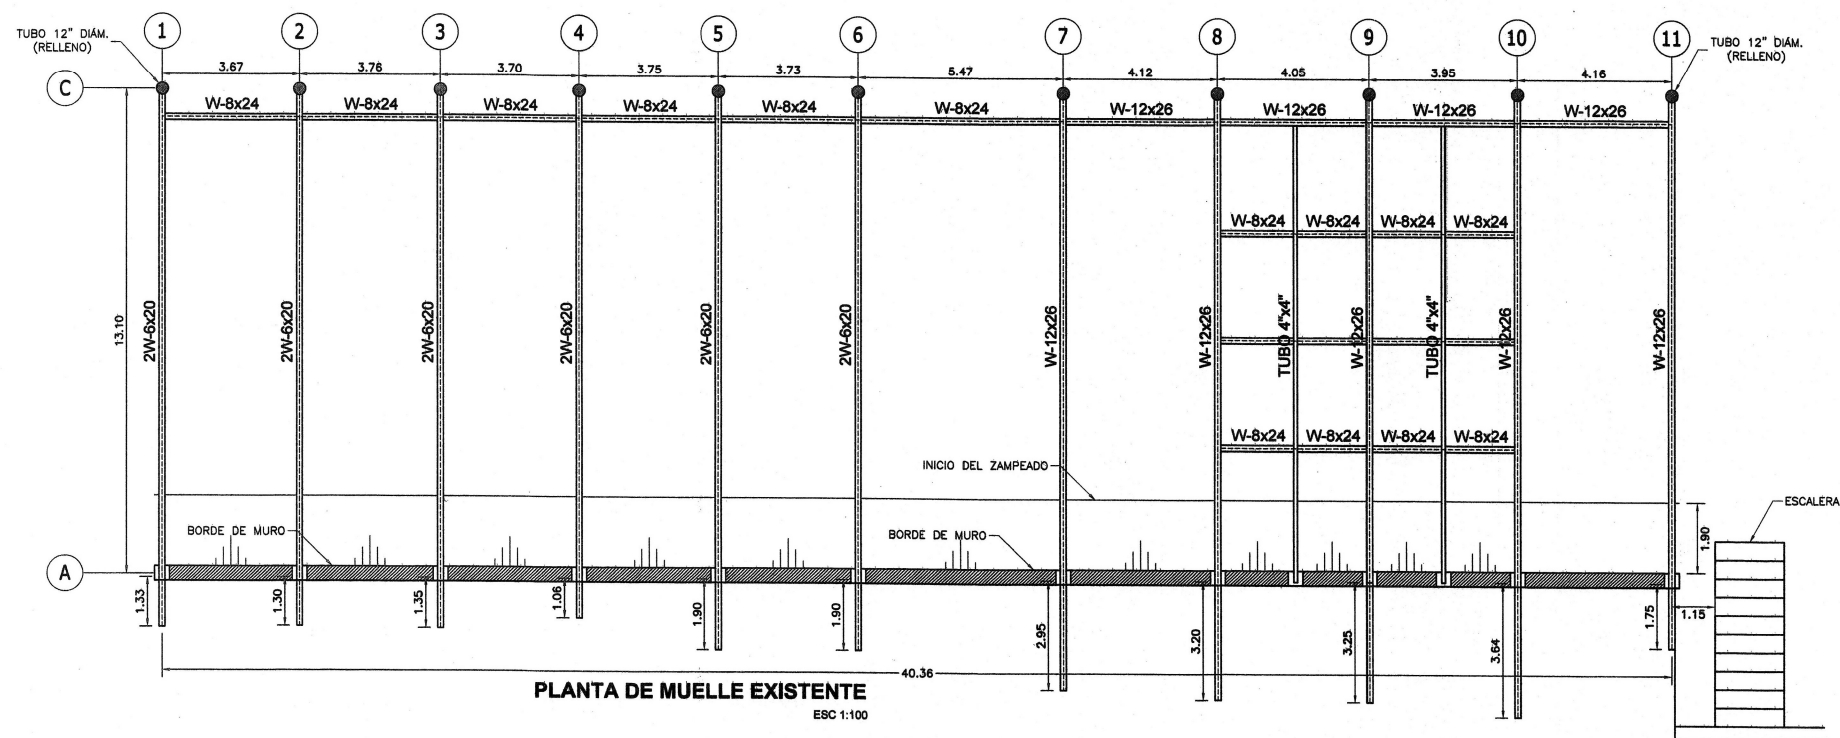 1 2 3 4 5 6 7 8 9 10 11
TUBO 12" DIÁM.
(RELLENO)
TUBO 12" DIÁM.
(RELLENO)
3.67 3.76 3.70 3.75 3.73 5.47 4.12 4.05 3.95 4.16
C
W-8x24 W-8x24 W-8x24 W-8x24 W-8x24 W-8x24 W-12x26 W-12x26 W-12x26 W-12x26
W-8x24 W-8x24 W-8x24 W-8x24
13.10
2W-6x20 2W-6x20 2W-6x20 2W-6x20 2W-6x20 2W-6x20 W-12x26 W-12x26 TUBO 4"x4" W-12x26 TUBO 4"x4" W-12x26 W-12x26
W-8x24 W-8x24 W-8x24 W-8x24
INICIO DEL ZAMPEADO
ESCALERA
BORDE DE MURO
BORDE DE MURO
1.90
A
1.33 1.30 1.35 1.06 1.90 1.90 2.95 3.20 3.25 3.64 1.75 1.15
40.36
PLANTA DE MUELLE EXISTENTE
ESC 1:100